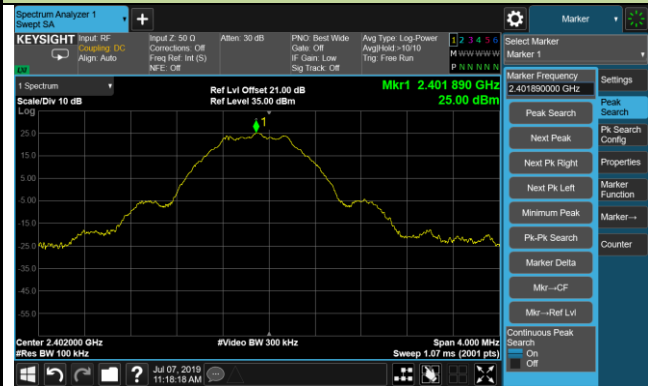 Spectrum Analyzer 1
Swept SA
+
Marker
KEYSIGHT
Input: RF
Coupling: DC
Align: Auto
Input Z: 50 Ω
Corrections: Off
Freq Ref: Int (S)
NFE: Off
Atten: 30 dB
PNO: Best Wide
Gate: Off
IF Gain: Low
Sig Track: Off
Avg Type: Log-Power
Avg|Hold:>10/10
Trig: Free Run
1 2 3 4 5 6
M W W W W W
P N N N N N
LXI
1 Spectrum
Scale/Div 10 dB
Log
Ref Lvl Offset 21.00 dB
Ref Level 35.00 dBm
Mkr1 2.401 890 GHz
25.00 dBm
1
25.0
15.0
5.00
-5.00
-15.0
-25.0
-35.0
-45.0
-55.0
Center 2.402000 GHz
#Res BW 100 kHz
#Video BW 300 kHz
Span 4.000 MHz
Sweep 1.07 ms (2001 pts)
Select Marker
Marker 1
Marker Frequency
2.401890000 GHz
Peak Search
Next Peak
Next Pk Right
Next Pk Left
Minimum Peak
Pk-Pk Search
Marker Delta
Mkr→CF
Mkr→Ref Lvl
Continuous Peak
Search
On
Off
Settings
Peak
Search
Pk Search
Config
Properties
Marker
Function
Marker→
Counter
?
Jul 07, 2019
11:18:18 AM